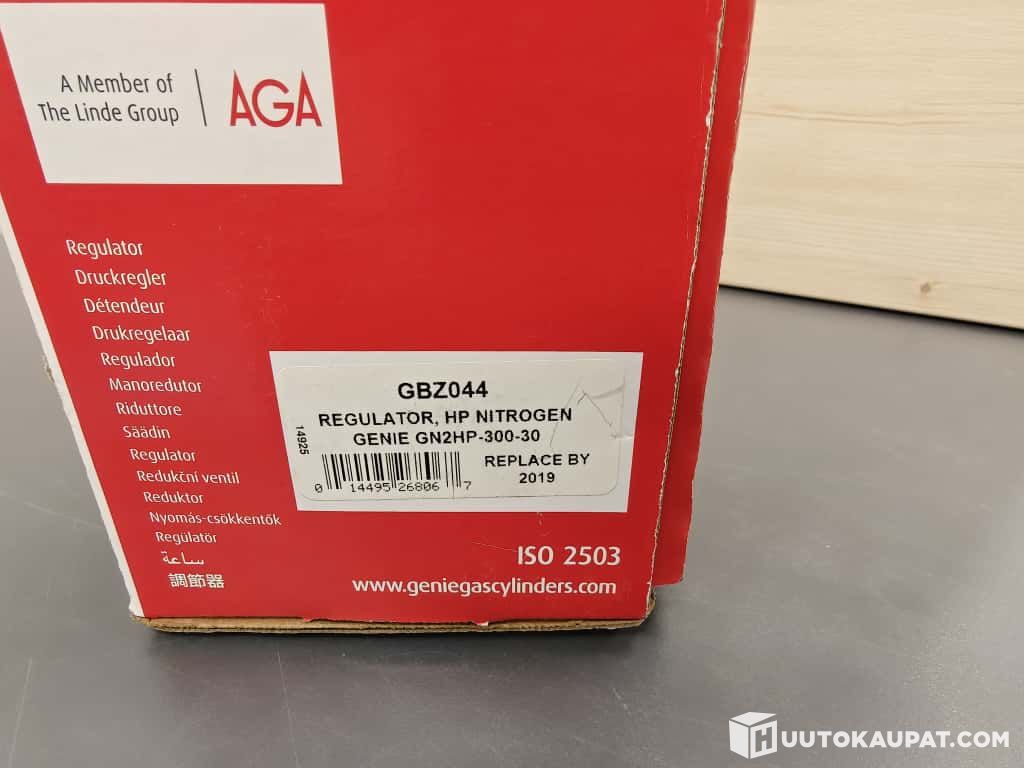 A Member of
The Linde Group
AGA
Regulator
Druckregler
Détendeur
Drukregelaar
Regulador
Manoredutor
Riduttore
Säädin
Regulator
Redukční ventil
Reduktor
Nyomás-csökkentők
Regülatör
ساعة
調節器
GBZ044
REGULATOR, HP NITROGEN
GENIE GN2HP-300-30
14925
REPLACE BY
2019
0 14495 26806 7
ISO 2503
www.geniegascylinders.com
HUUTOKAUPAT.COM